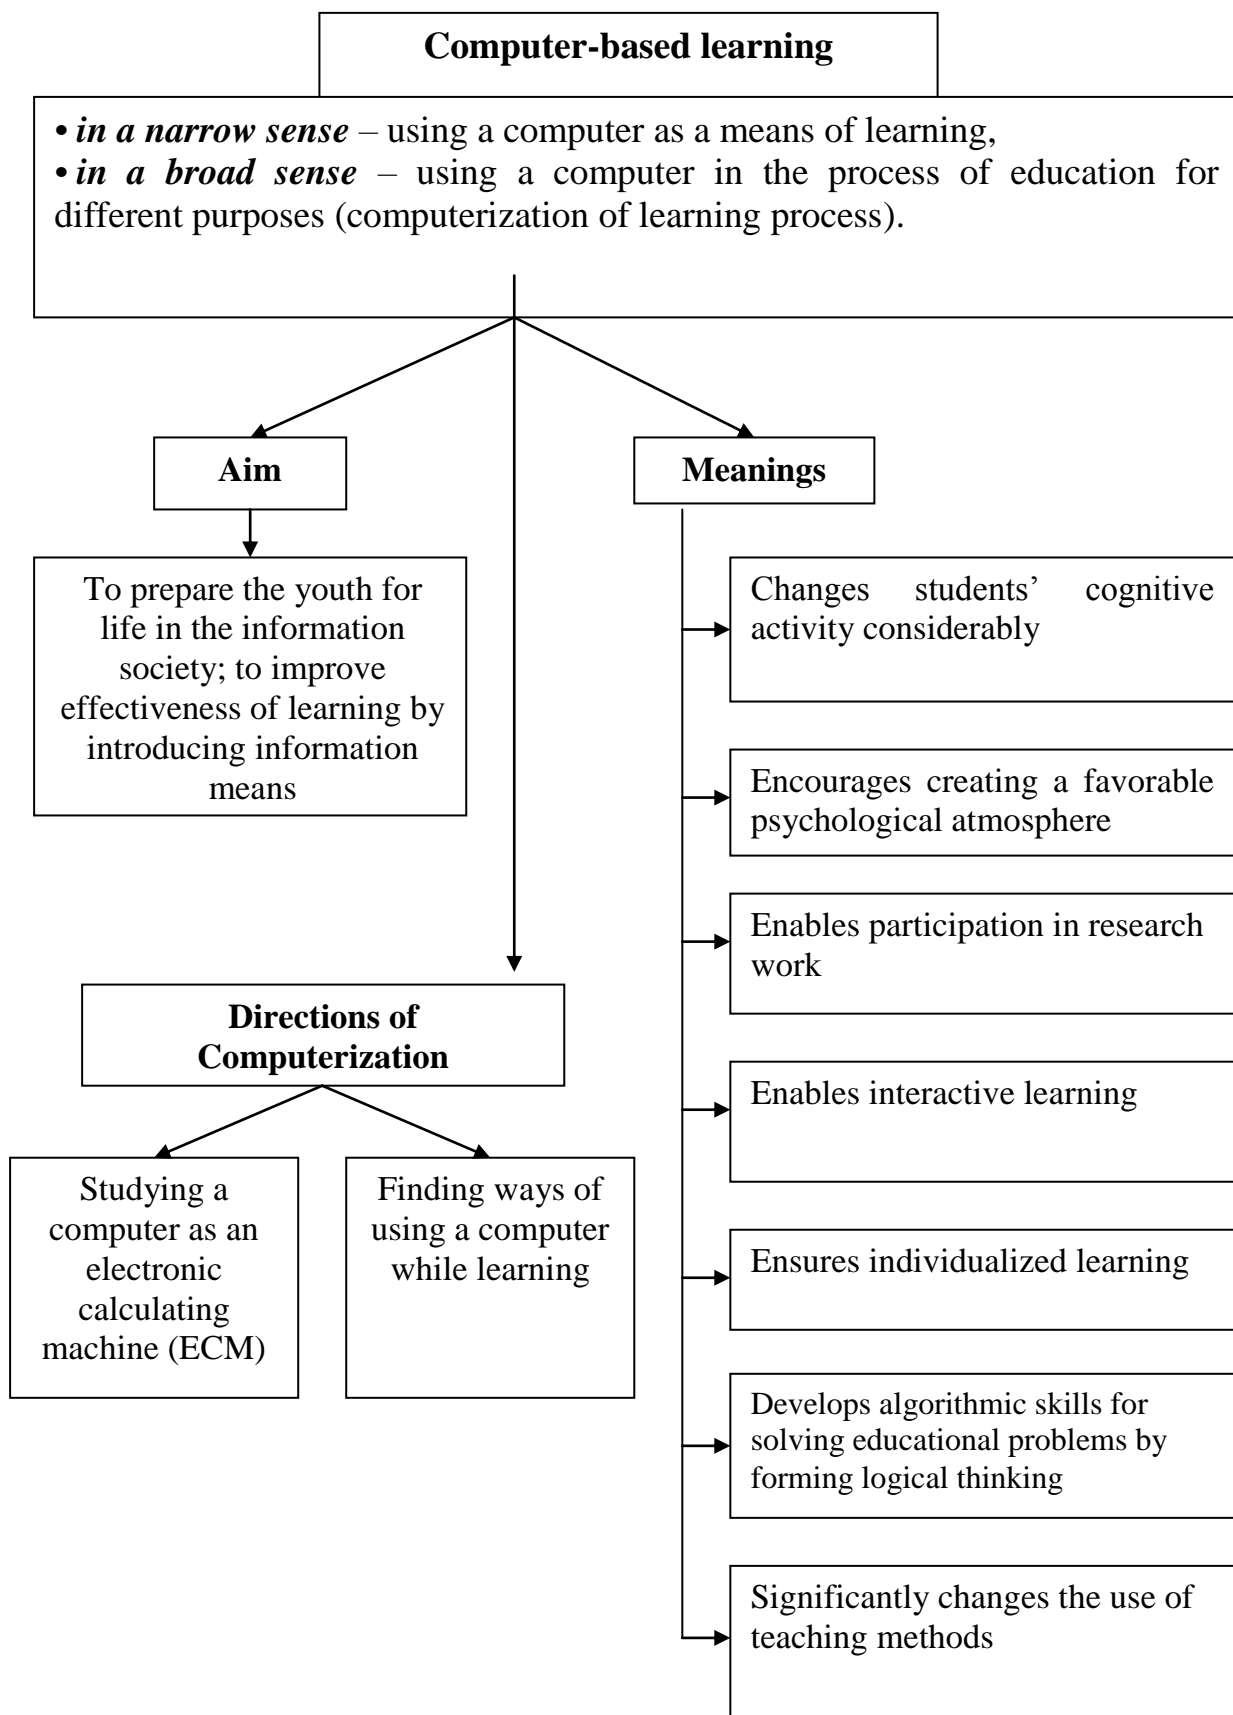 Computer-based learning
• in a narrow sense – using a computer as a means of learning,
• in a broad sense – using a computer in the process of education for
different purposes (computerization of learning process).
Aim
To prepare the youth for
life in the information
society; to improve
effectiveness of learning by
introducing information
means
Directions of
Computerization
Studying a
computer as an
electronic
calculating
machine (ECM)
Finding ways of
using a computer
while learning
Meanings
Changes students’ cognitive
activity considerably
Encourages creating a favorable
psychological atmosphere
Enables participation in research
work
Enables interactive learning
Ensures individualized learning
Develops algorithmic skills for
solving educational problems by
forming logical thinking
Significantly changes the use of
teaching methods